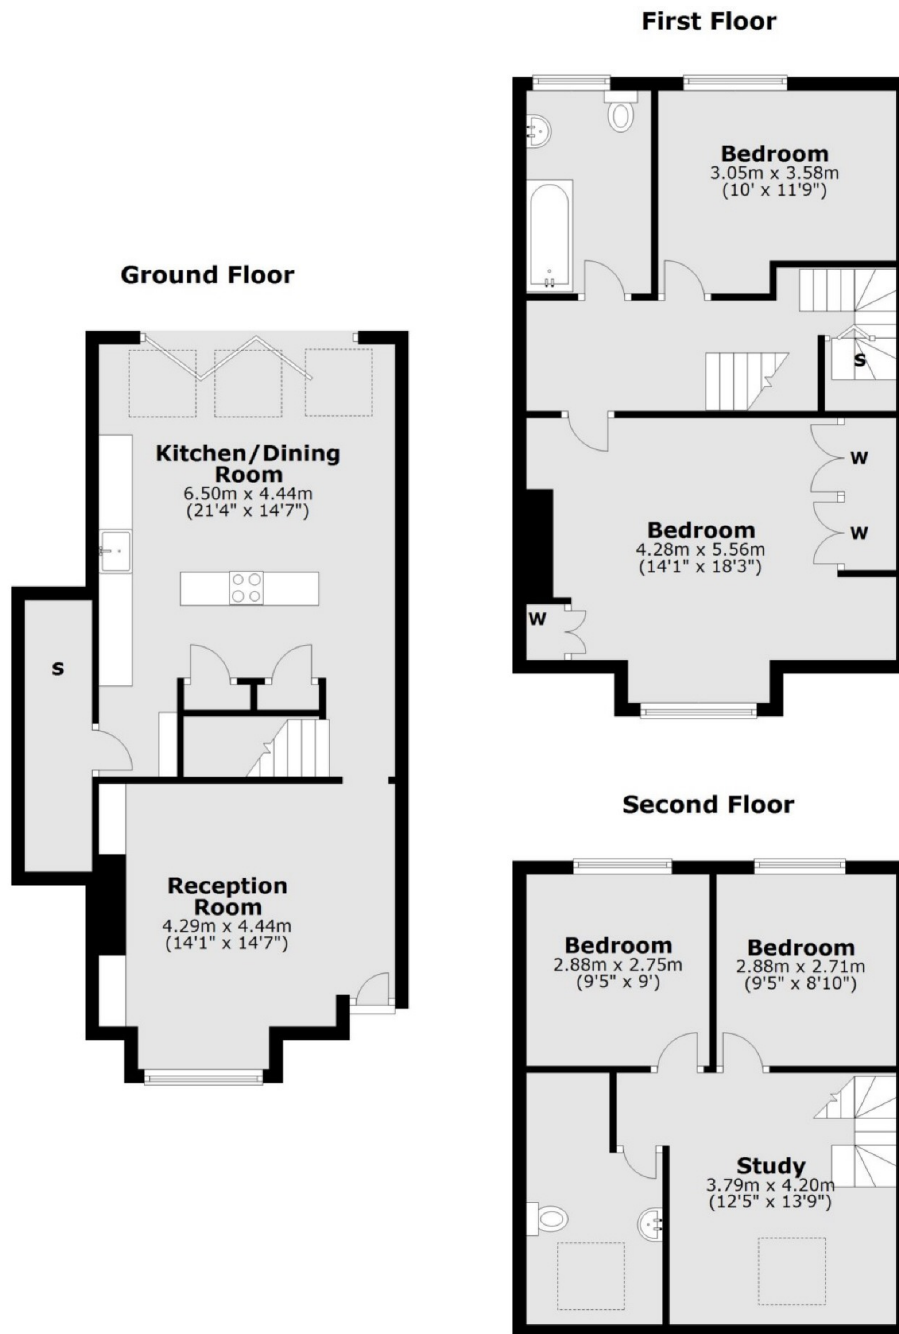 First Floor
Bedroom
3.05m x 3.58m
(10' x 11'9")
S
W
W
Bedroom
4.28m x 5.56m
(14'1" x 18'3")
W
Ground Floor
Kitchen/Dining
Room
6.50m x 4.44m
(21'4" x 14'7")
S
Reception
Room
4.29m x 4.44m
(14'1" x 14'7")
Second Floor
Bedroom
2.88m x 2.75m
(9'5" x 9')
Bedroom
2.88m x 2.71m
(9'5" x 8'10")
Study
3.79m x 4.20m
(12'5" x 13'9")